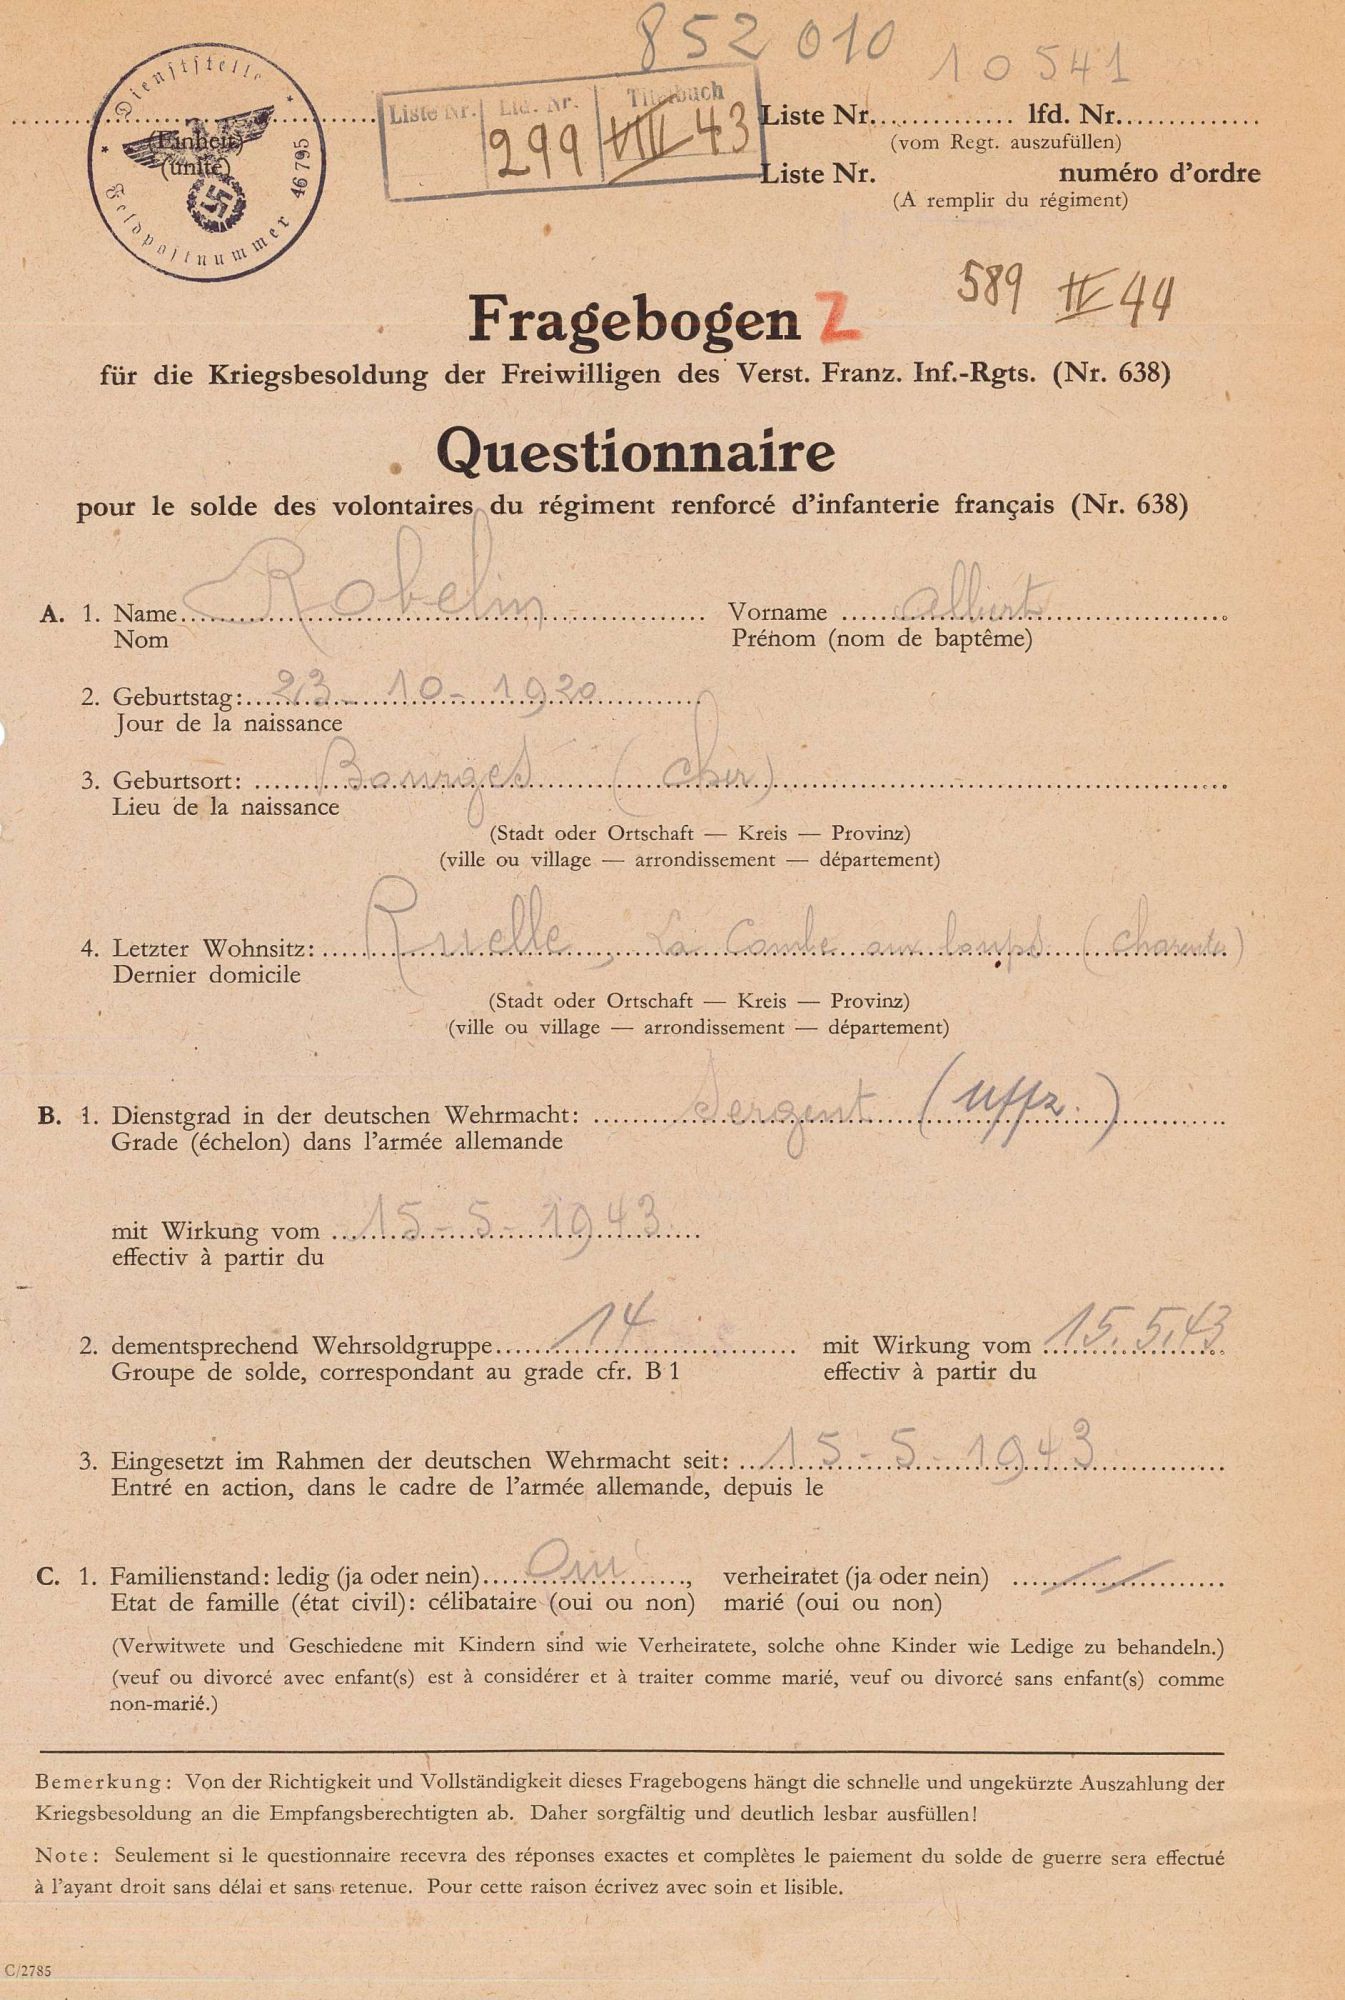 852 010
10 541
Dienststelle
Feldpostnummer 46 795
(Einheit)
(unité)
Liste Nr. Lfd. Nr. Titelbuch
299 VIII 43
Liste Nr. lfd. Nr.
(vom Regt. auszufüllen)
Liste Nr. numéro d'ordre
(A remplir du régiment)
589 IV 44
Fragebogen Z
für die Kriegsbesoldung der Freiwilligen des Verst. Franz. Inf.-Rgts. (Nr. 638)
Questionnaire
pour le solde des volontaires du régiment renforcé d'infanterie français (Nr. 638)
A. 1. Name Robelin Vorname Albert
Nom Prénom (nom de baptême)
2. Geburtstag: 23-10-1920
Jour de la naissance
3. Geburtsort: Bourges (cher)
Lieu de la naissance
(Stadt oder Ortschaft — Kreis — Provinz)
(ville ou village — arrondissement — département)
4. Letzter Wohnsitz: Ruelle, La Combe aux loups (charente)
Dernier domicile
(Stadt oder Ortschaft — Kreis — Provinz)
(ville ou village — arrondissement — département)
B. 1. Dienstgrad in der deutschen Wehrmacht: Sergent (Uffz.)
Grade (échelon) dans l'armée allemande
mit Wirkung vom 15-5-1943
effectiv à partir du
2. dementsprechend Wehrsoldgruppe 14 mit Wirkung vom 15.5.43
Groupe de solde, correspondant au grade cfr. B 1 effectiv à partir du
3. Eingesetzt im Rahmen der deutschen Wehrmacht seit: 15-5-1943
Entré en action, dans le cadre de l'armée allemande, depuis le
C. 1. Familienstand: ledig (ja oder nein) Oui, verheiratet (ja oder nein)
Etat de famille (état civil): célibataire (oui ou non) marié (oui ou non)
(Verwitwete und Geschiedene mit Kindern sind wie Verheiratete, solche ohne Kinder wie Ledige zu behandeln.)
(veuf ou divorcé avec enfant(s) est à considérer et à traiter comme marié, veuf ou divorcé sans enfant(s) comme
non-marié.)
Bemerkung: Von der Richtigkeit und Vollständigkeit dieses Fragebogens hängt die schnelle und ungekürzte Auszahlung der
Kriegsbesoldung an die Empfangsberechtigten ab. Daher sorgfältig und deutlich lesbar ausfüllen!
Note: Seulement si le questionnaire recevra des réponses exactes et complètes le paiement du solde de guerre sera effectué
à l'ayant droit sans délai et sans retenue. Pour cette raison écrivez avec soin et lisible.
C/2785